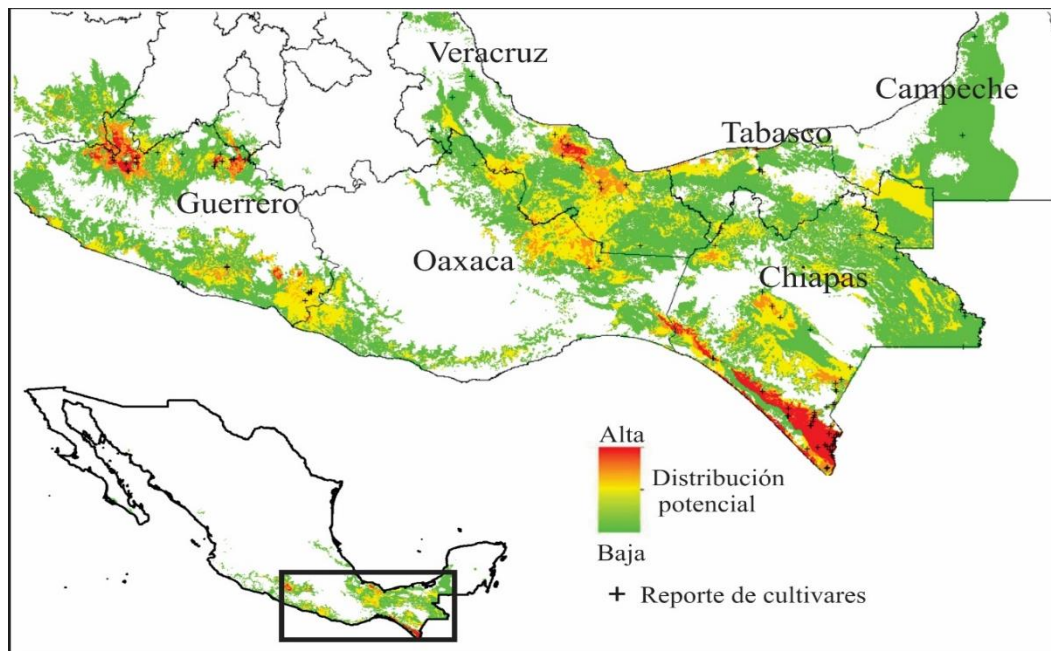 Veracruz
Campeche
Tabasco
Guerrero
Oaxaca
Chiapas
Alta
Distribución
potencial
Baja
+ Reporte de cultivares